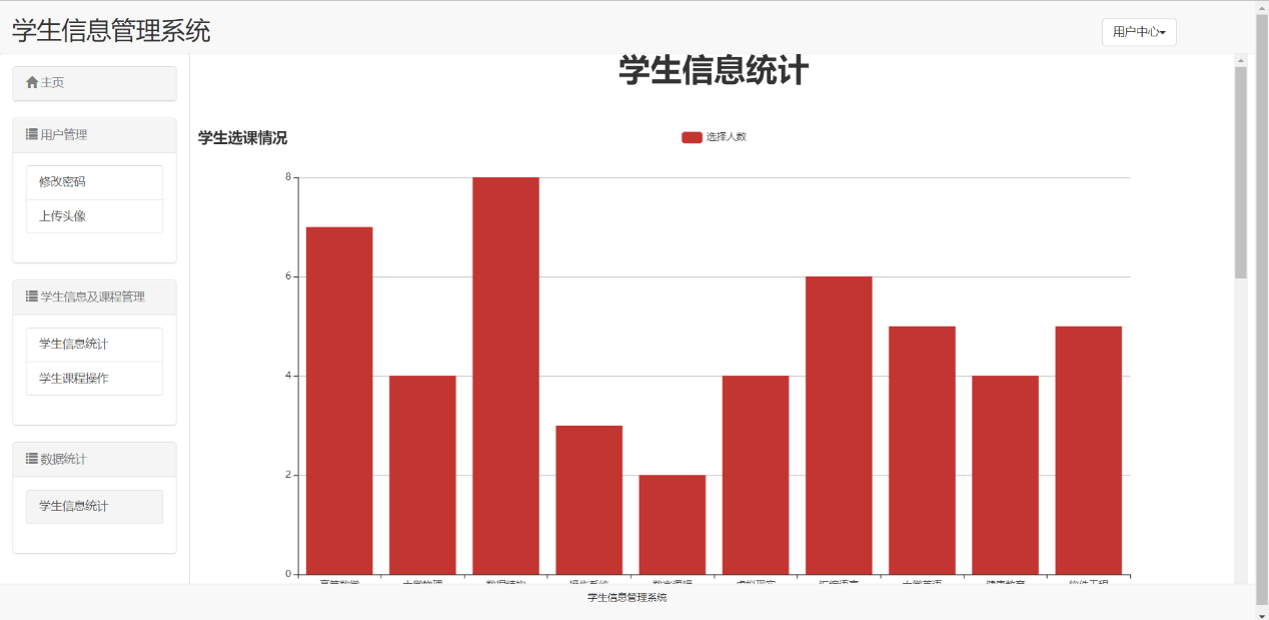 学生信息管理系统
用户中心
主页
用户管理
修改密码
上传头像
学生信息及课程管理
学生信息统计
学生课程操作
数据统计
学生信息统计
学生信息统计
学生选课情况
选择人数
8
6
4
2
0
学生信息管理系统